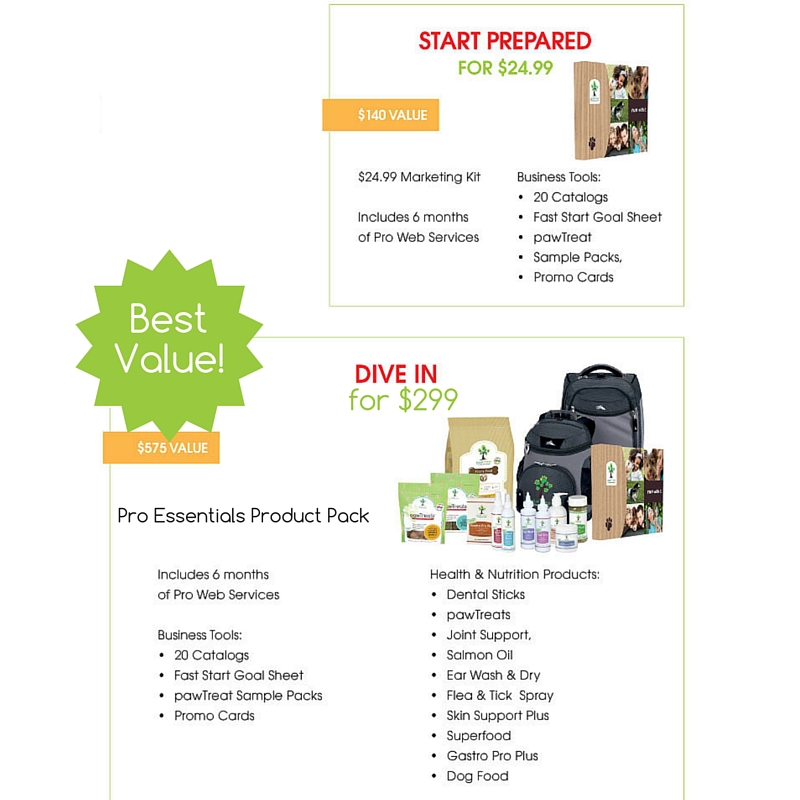 START PREPARED
FOR $24.99
$140 VALUE
$24.99 Marketing Kit
Includes 6 months
of Pro Web Services
Business Tools:
• 20 Catalogs
• Fast Start Goal Sheet
• pawTreat
• Sample Packs,
• Promo Cards
Best
Value!
DIVE IN
for $299
$575 VALUE
Pro Essentials Product Pack
Includes 6 months
of Pro Web Services
Business Tools:
• 20 Catalogs
• Fast Start Goal Sheet
• pawTreat Sample Packs
• Promo Cards
Health & Nutrition Products:
• Dental Sticks
• pawTreats
• Joint Support,
• Salmon Oil
• Ear Wash & Dry
• Flea & Tick Spray
• Skin Support Plus
• Superfood
• Gastro Pro Plus
• Dog Food